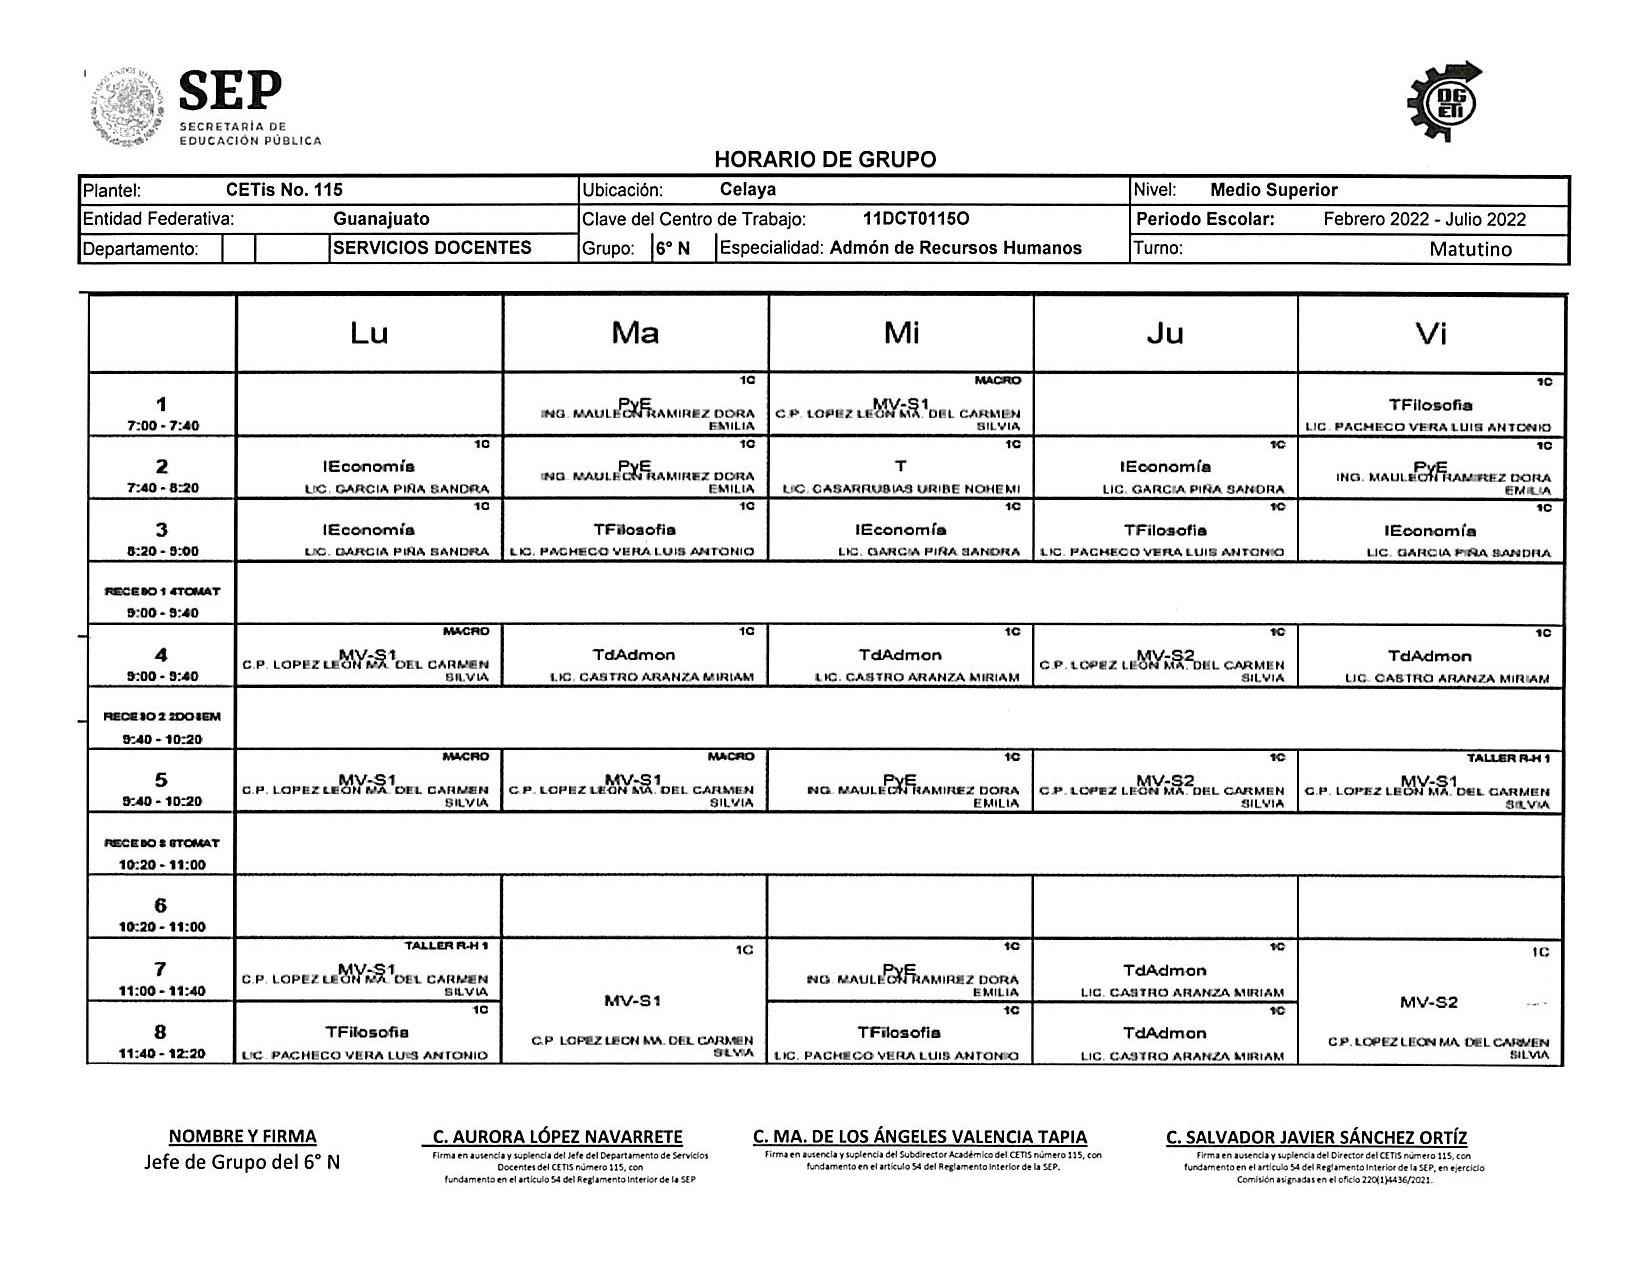 SEP
SECRETARÍA DE
EDUCACIÓN PÚBLICA
DG
ETi
HORARIO DE GRUPO
Plantel: CETis No. 115 Ubicación: Celaya Nivel: Medio Superior
Entidad Federativa: Guanajuato Clave del Centro de Trabajo: 11DCT0115O Periodo Escolar: Febrero 2022 - Julio 2022
Departamento: SERVICIOS DOCENTES Grupo: 6° N Especialidad: Admón de Recursos Humanos Turno: Matutino
Lu Ma Mi Ju Vi
1
7:00 - 7:40
1C
PyE
ING. MAULEON RAMIREZ DORA
EMILIA
MACRO
MV-S1
C.P. LOPEZ LEON MA. DEL CARMEN
SILVIA
1C
TFilosofia
LIC. PACHECO VERA LUIS ANTONIO
2
7:40 - 8:20
1C
IEconomía
LIC. GARCIA PIÑA SANDRA
1C
PyE
ING. MAULEON RAMIREZ DORA
EMILIA
1C
T
LIC. CASARRUBIAS URIBE NOHEMI
1C
IEconomía
LIC. GARCIA PIÑA SANDRA
1C
PyE
ING. MAULEON RAMIREZ DORA
EMILIA
3
8:20 - 9:00
1C
IEconomía
LIC. GARCIA PIÑA SANDRA
1C
TFilosofia
LIC. PACHECO VERA LUIS ANTONIO
1C
IEconomía
LIC. GARCIA PIÑA SANDRA
1C
TFilosofia
LIC. PACHECO VERA LUIS ANTONIO
1C
IEconomía
LIC. GARCIA PIÑA SANDRA
RECESO 1 4TOMAT
9:00 - 9:40
4
9:00 - 9:40
MACRO
MV-S1
C.P. LOPEZ LEON MA. DEL CARMEN
SILVIA
1C
TdAdmon
LIC. CASTRO ARANZA MIRIAM
1C
TdAdmon
LIC. CASTRO ARANZA MIRIAM
1C
MV-S2
C.P. LOPEZ LEON MA. DEL CARMEN
SILVIA
1C
TdAdmon
LIC. CASTRO ARANZA MIRIAM
RECESO 2 2DOSEM
9:40 - 10:20
5
9:40 - 10:20
MACRO
MV-S1
C.P. LOPEZ LEON MA. DEL CARMEN
SILVIA
MACRO
MV-S1
C.P. LOPEZ LEON MA. DEL CARMEN
SILVIA
1C
PyE
ING. MAULEON RAMIREZ DORA
EMILIA
1C
MV-S2
C.P. LOPEZ LEON MA. DEL CARMEN
SILVIA
TALLER R-H 1
MV-S1
C.P. LOPEZ LEON MA. DEL CARMEN
SILVIA
RECESO 3 6TOMAT
10:20 - 11:00
6
10:20 - 11:00
7
11:00 - 11:40
TALLER R-H 1
MV-S1
C.P. LOPEZ LEON MA. DEL CARMEN
SILVIA
1C
MV-S1
C.P. LOPEZ LEON MA. DEL CARMEN
SILVIA
1C
PyE
ING. MAULEON RAMIREZ DORA
EMILIA
1C
TdAdmon
LIC. CASTRO ARANZA MIRIAM
1C
MV-S2
C.P. LOPEZ LEON MA. DEL CARMEN
SILVIA
8
11:40 - 12:20
1C
TFilosofia
LIC. PACHECO VERA LUIS ANTONIO
1C
TFilosofia
LIC. PACHECO VERA LUIS ANTONIO
1C
TdAdmon
LIC. CASTRO ARANZA MIRIAM
NOMBRE Y FIRMA
Jefe de Grupo del 6° N
C. AURORA LÓPEZ NAVARRETE
Firma en ausencia y suplencia del Jefe del Departamento de Servicios
Docentes del CETIS número 115, con
fundamento en el artículo 54 del Reglamento Interior de la SEP
C. MA. DE LOS ÁNGELES VALENCIA TAPIA
Firma en ausencia y suplencia del Subdirector Académico del CETIS número 115, con
fundamento en el artículo 54 del Reglamento Interior de la SEP.
C. SALVADOR JAVIER SÁNCHEZ ORTÍZ
Firma en ausencia y suplencia del Director del CETIS número 115, con
fundamento en el artículo 54 del Reglamento Interior de la SEP, en ejercicio
Comisión asignadas en el oficio 220(1)4436/2021.